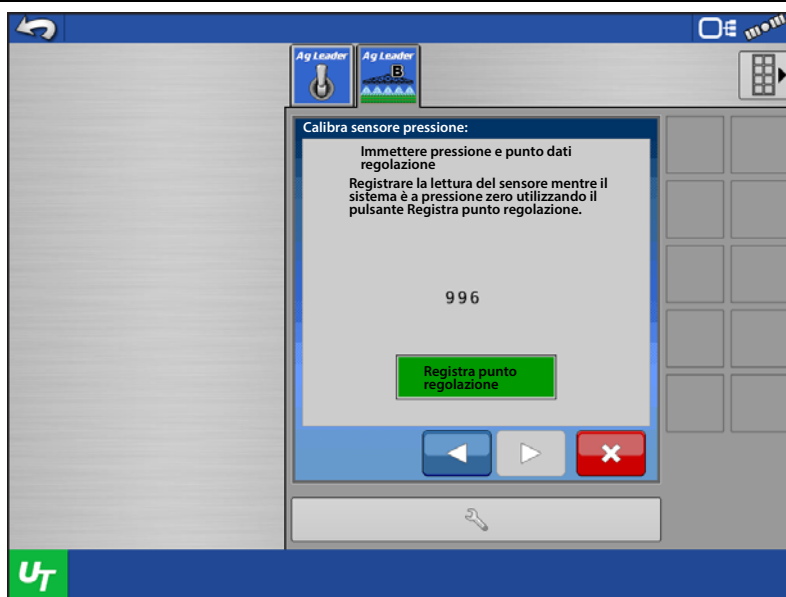 Ag Leader
Ag Leader
B
Calibra sensore pressione:
Immettere pressione e punto dati
regolazione
Registrare la lettura del sensore mentre il
sistema è a pressione zero utilizzando il
pulsante Registra punto regolazione.
996
Registra punto
regolazione
UT